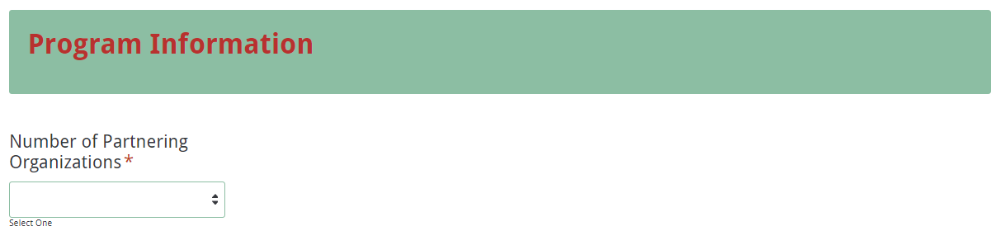 Program Information
Number of Partnering
Organizations*
Select One